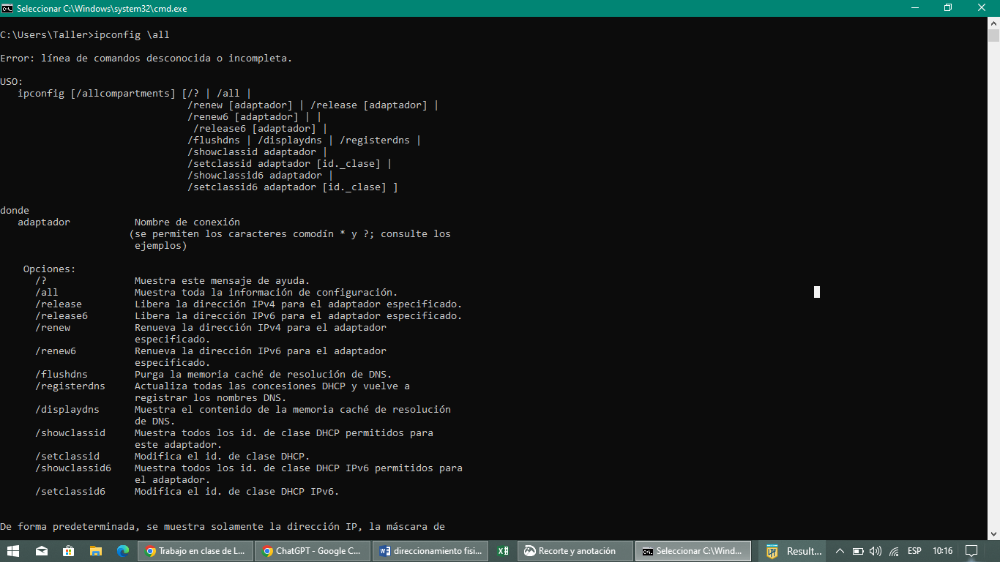 Seleccionar C:\Windows\system32\cmd.exe
C:\Users\Taller>ipconfig \all
Error: línea de comandos desconocida o incompleta.
USO:
ipconfig [/allcompartments] [/? | /all |
/renew [adaptador] | /release [adaptador] |
/renew6 [adaptador] | |
/release6 [adaptador] |
/flushdns | /displaydns | /registerdns |
/showclassid adaptador |
/setclassid adaptador [id._clase] |
/showclassid6 adaptador |
/setclassid6 adaptador [id._clase] ]
donde
adaptador Nombre de conexión
(se permiten los caracteres comodín * y ?; consulte los
ejemplos)
Opciones:
/? Muestra este mensaje de ayuda.
/all Muestra toda la información de configuración.
/release Libera la dirección IPv4 para el adaptador especificado.
/release6 Libera la dirección IPv6 para el adaptador especificado.
/renew Renueva la dirección IPv4 para el adaptador
especificado.
/renew6 Renueva la dirección IPv6 para el adaptador
especificado.
/flushdns Purga la memoria caché de resolución de DNS.
/registerdns Actualiza todas las concesiones DHCP y vuelve a
registrar los nombres DNS.
/displaydns Muestra el contenido de la memoria caché de resolución
de DNS.
/showclassid Muestra todos los id. de clase DHCP permitidos para
este adaptador.
/setclassid Modifica el id. de clase DHCP.
/showclassid6 Muestra todos los id. de clase DHCP IPv6 permitidos para
el adaptador.
/setclassid6 Modifica el id. de clase DHCP IPv6.
De forma predeterminada, se muestra solamente la dirección IP, la máscara de
Trabajo en clase de L... ChatGPT - Google C... direccionamiento fisi... Recorte y anotación Seleccionar C:\Wind... Result... ESP 10:16